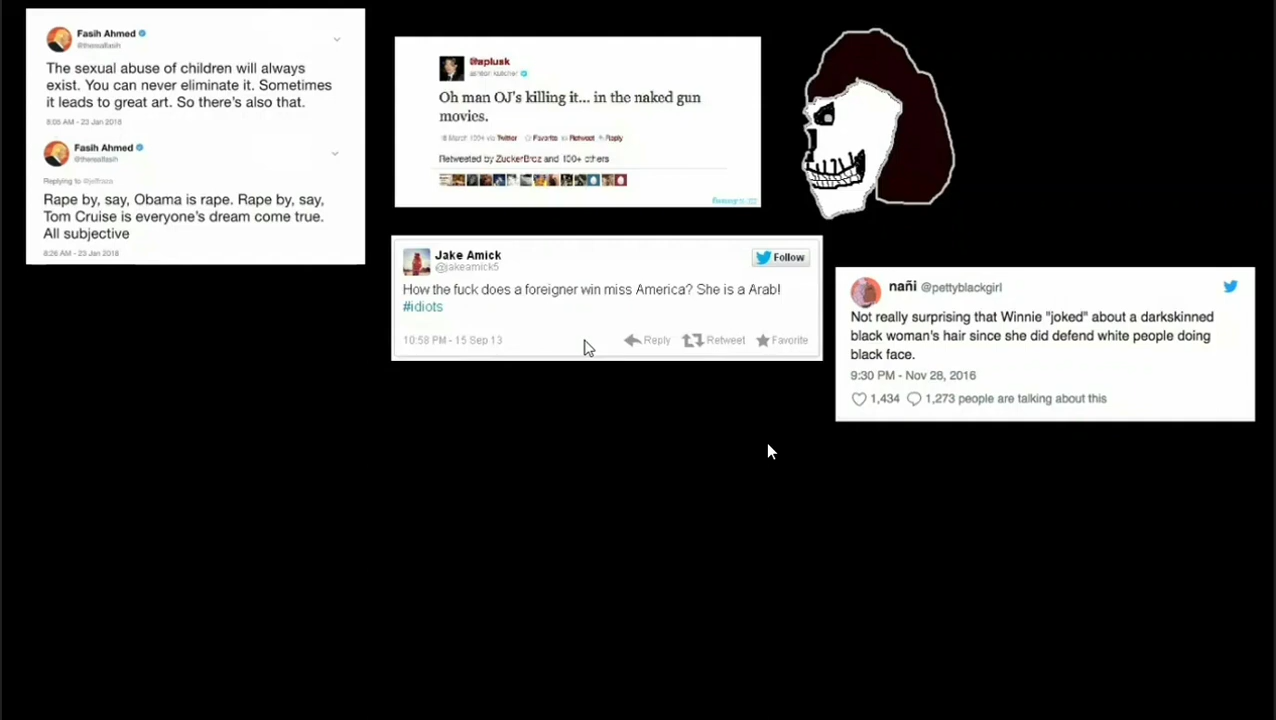 Fasih Ahmed
@therealfasih
The sexual abuse of children will always
exist. You can never eliminate it. Sometimes
it leads to great art. So there's also that.
8:05 AM - 23 Jan 2018
Fasih Ahmed
@therealfasih
Replying to @jeffraza
Rape by, say, Obama is rape. Rape by, say,
Tom Cruise is everyone's dream come true.
All subjective
8:26 AM - 23 Jan 2018
@aplusk
ashton kutcher
Oh man OJ's killing it... in the naked gun
movies.
March 1994 via Twitter Favorite Retweet Reply
Retweeted by ZuckerBroz and 100+ others
Jake Amick
@jakeamick5
Follow
How the fuck does a foreigner win miss America? She is a Arab!
#idiots
10:58 PM - 15 Sep 13
Reply Retweet Favorite
nañi @pettyblackgirl
Not really surprising that Winnie "joked" about a darkskinned
black woman's hair since she did defend white people doing
black face.
9:30 PM - Nov 28, 2016
1,434 1,273 people are talking about this